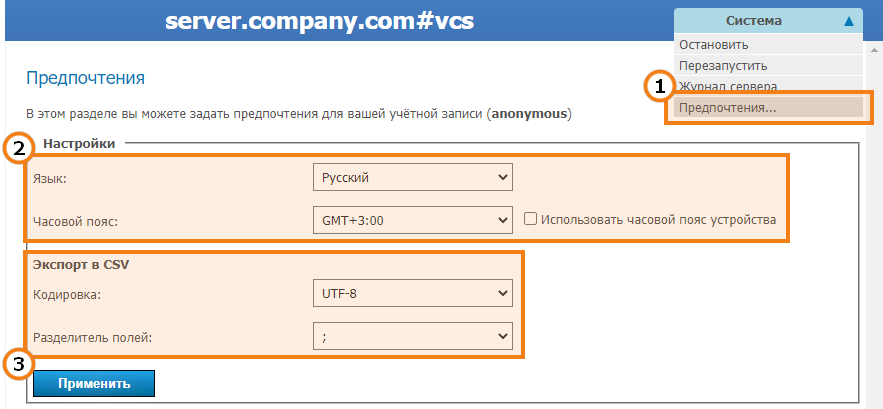 server.company.com#vcs
Система
Остановить
Перезапустить
Журнал сервера
1
Предпочтения...
Предпочтения
В этом разделе вы можете задать предпочтения для вашей учётной записи (anonymous)
2
Настройки
Язык: Русский
Часовой пояс: GMT+3:00 Использовать часовой пояс устройства
Экспорт в CSV
Кодировка: UTF-8
Разделитель полей: ;
3
Применить